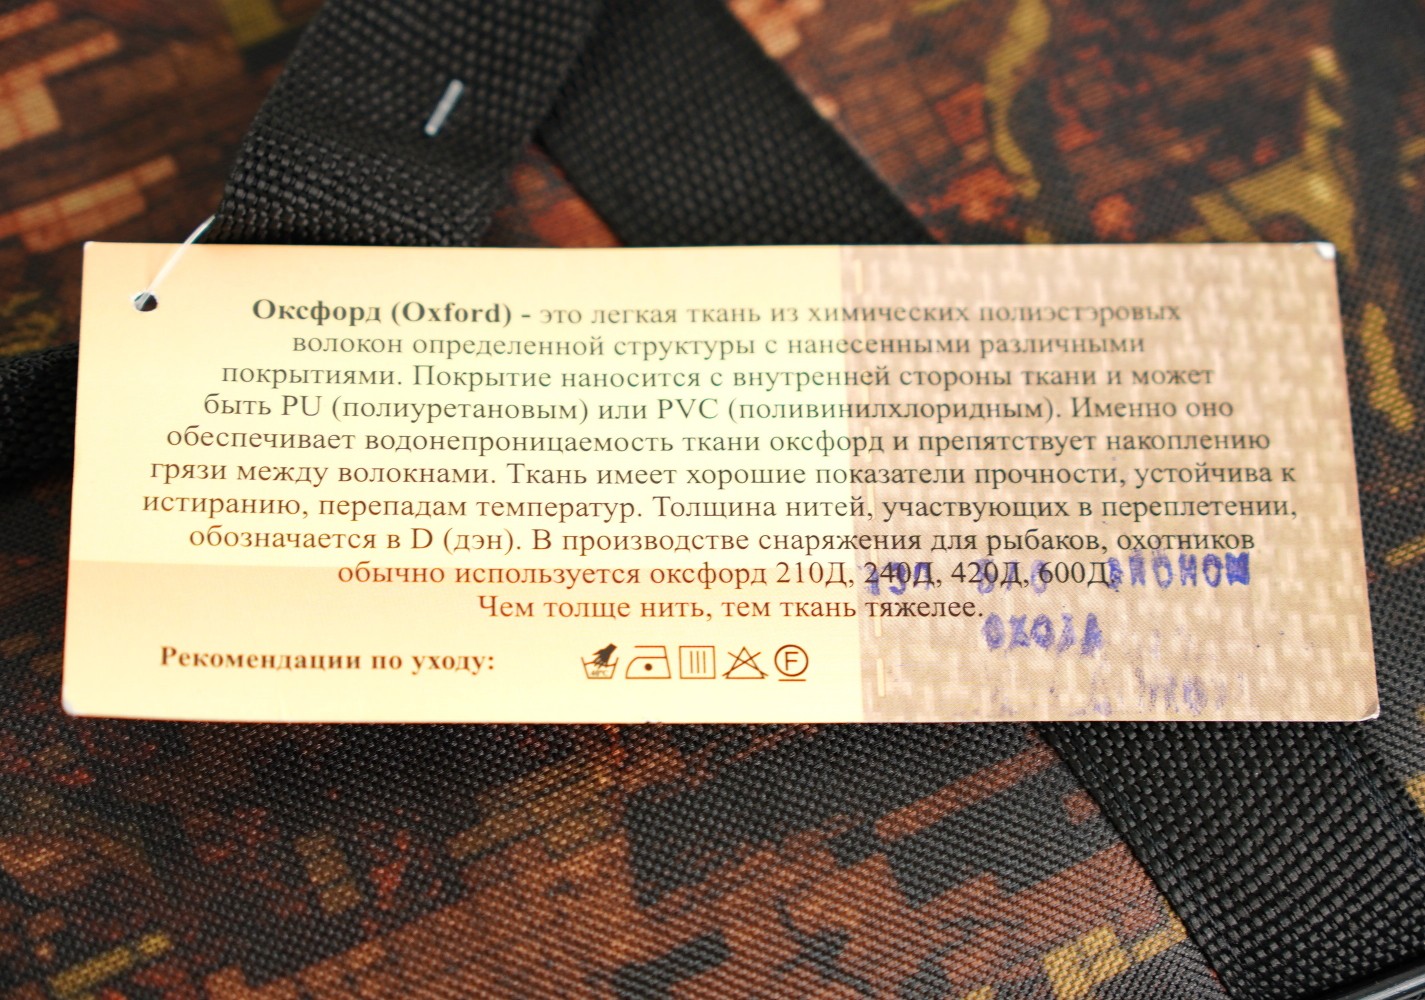 Оксфорд (Oxford) - это легкая ткань из химических полиэстэровых
волокон определенной структуры с нанесенными различными
покрытиями. Покрытие наносится с внутренней стороны ткани и может
быть PU (полиуретановым) или PVC (поливинилхлоридным). Именно оно
обеспечивает водонепроницаемость ткани оксфорд и препятствует накоплению
грязи между волокнами. Ткань имеет хорошие показатели прочности, устойчива к
истиранию, перепадам температур. Толщина нитей, участвующих в переплетении,
обозначается в D (дэн). В производстве снаряжения для рыбаков, охотников
обычно используется оксфорд 210Д, 240Д, 420Д, 600Д.
Чем толще нить, тем ткань тяжелее.
Рекомендации по уходу:
F